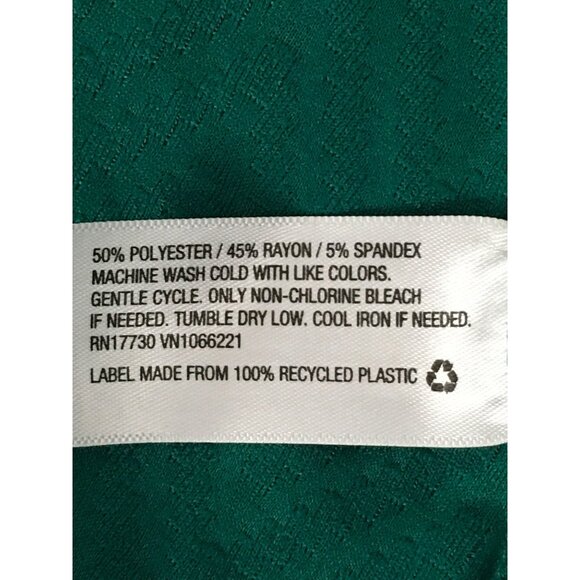 50% POLYESTER / 45% RAYON / 5% SPANDEX
MACHINE WASH COLD WITH LIKE COLORS.
GENTLE CYCLE. ONLY NON-CHLORINE BLEACH
IF NEEDED. TUMBLE DRY LOW. COOL IRON IF NEEDED.
RN17730 VN1066221
LABEL MADE FROM 100% RECYCLED PLASTIC